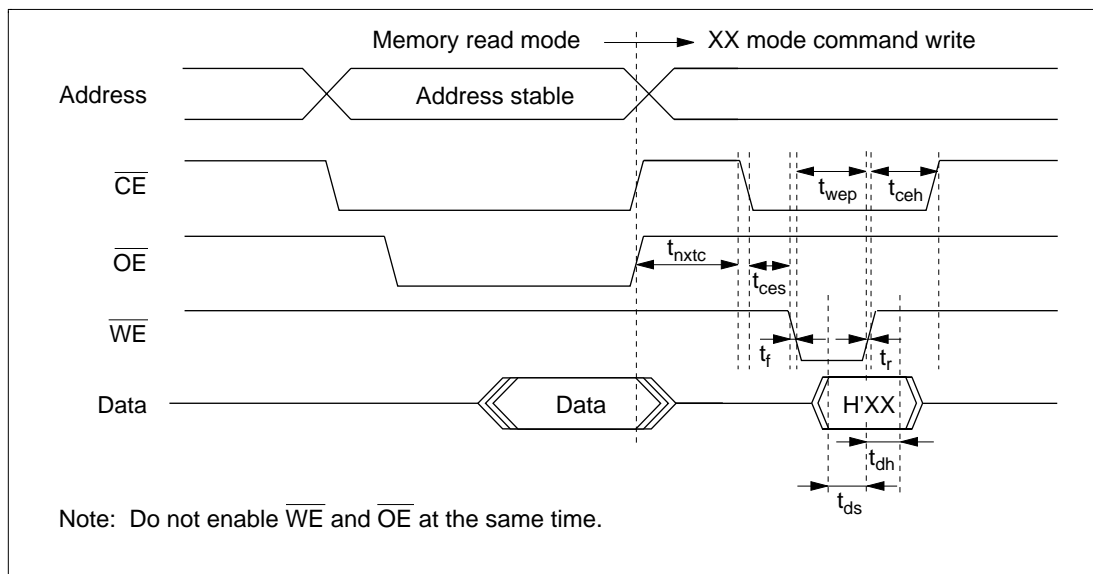 Memory read mode XX mode command write
Address
Address stable
CE
t_wep
t_ceh
OE
t_nxtc
t_ces
WE
t_f
t_r
Data
Data
H'XX
t_dh
t_ds
Note: Do not enable WE and OE at the same time.